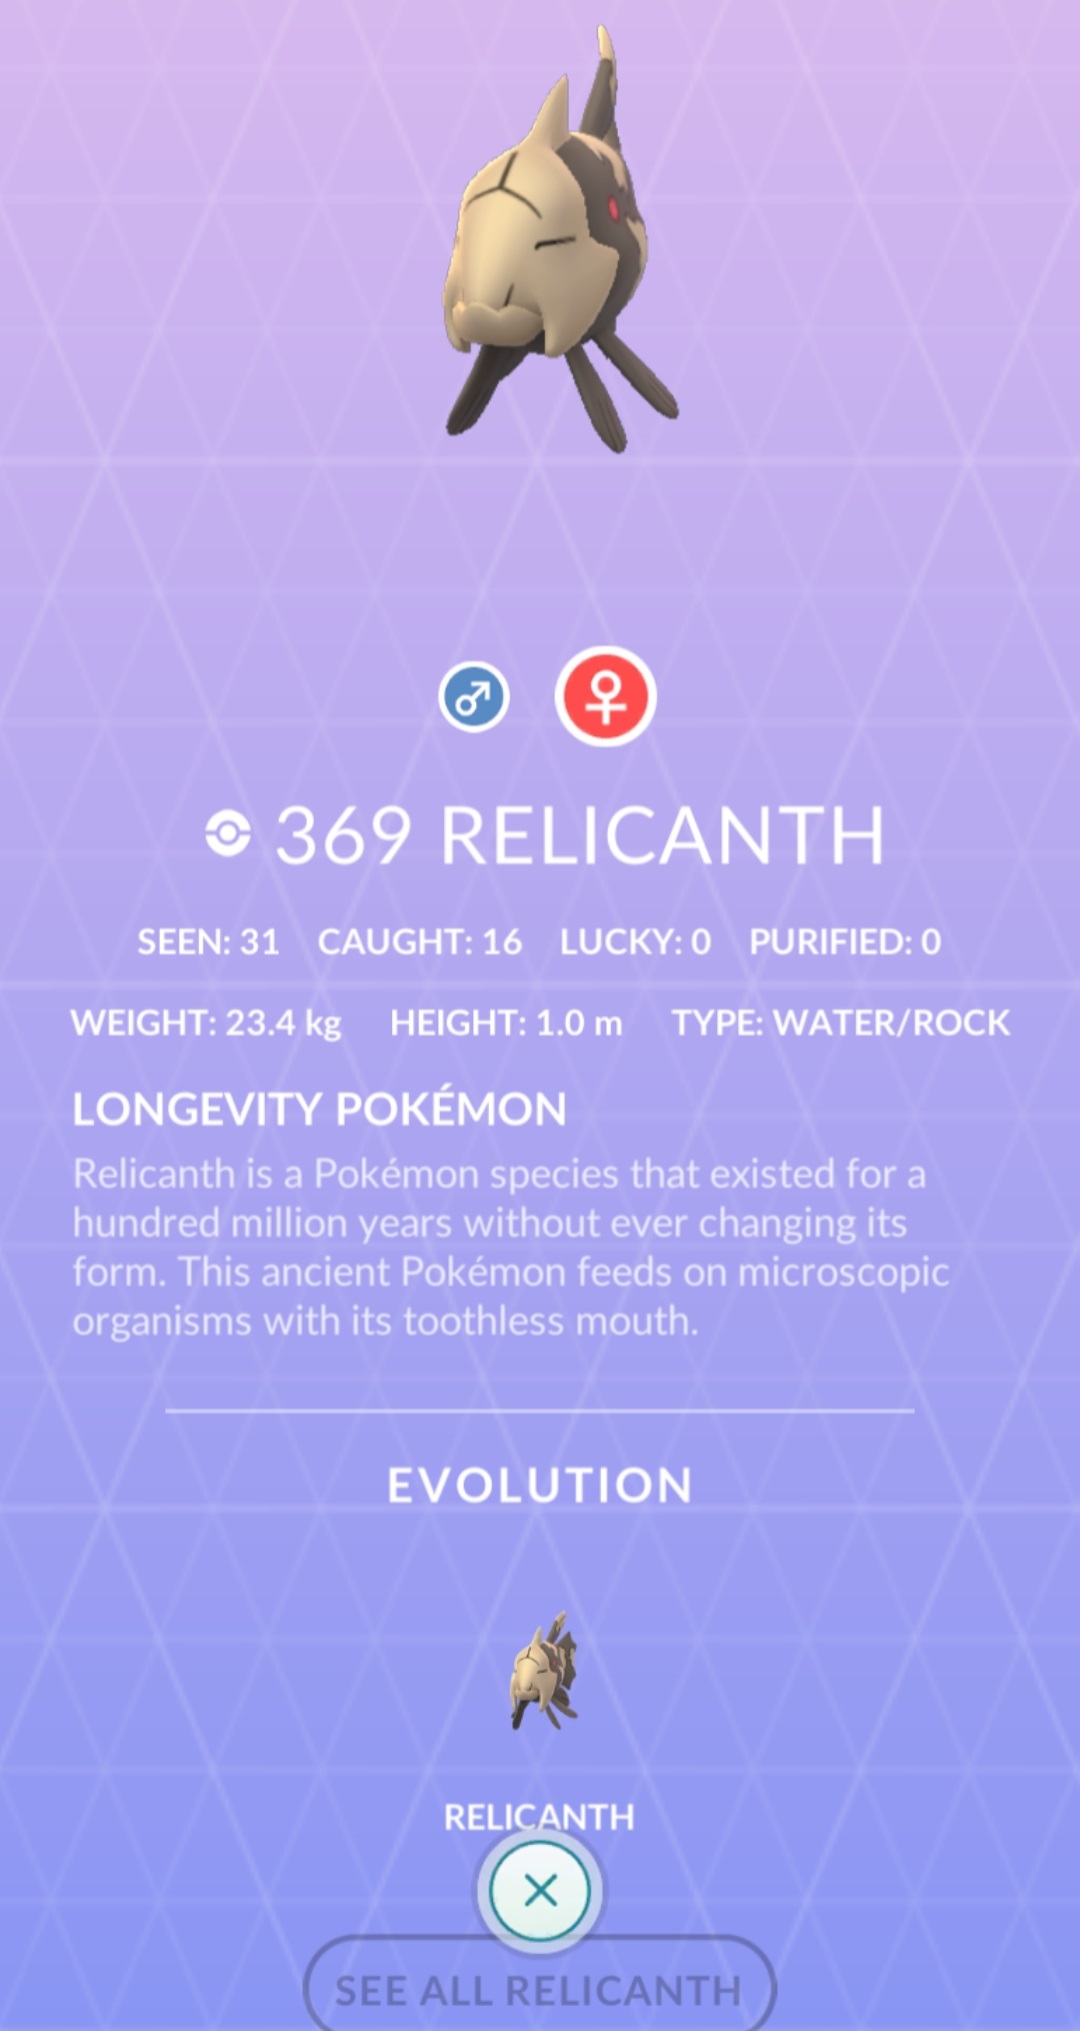 369 RELICANTH
SEEN: 31 CAUGHT: 16 LUCKY: 0 PURIFIED: 0
WEIGHT: 23.4 kg HEIGHT: 1.0 m TYPE: WATER/ROCK
LONGEVITY POKÉMON
Relicanth is a Pokémon species that existed for a
hundred million years without ever changing its
form. This ancient Pokémon feeds on microscopic
organisms with its toothless mouth.
EVOLUTION
RELICANTH
SEE ALL RELICANTH